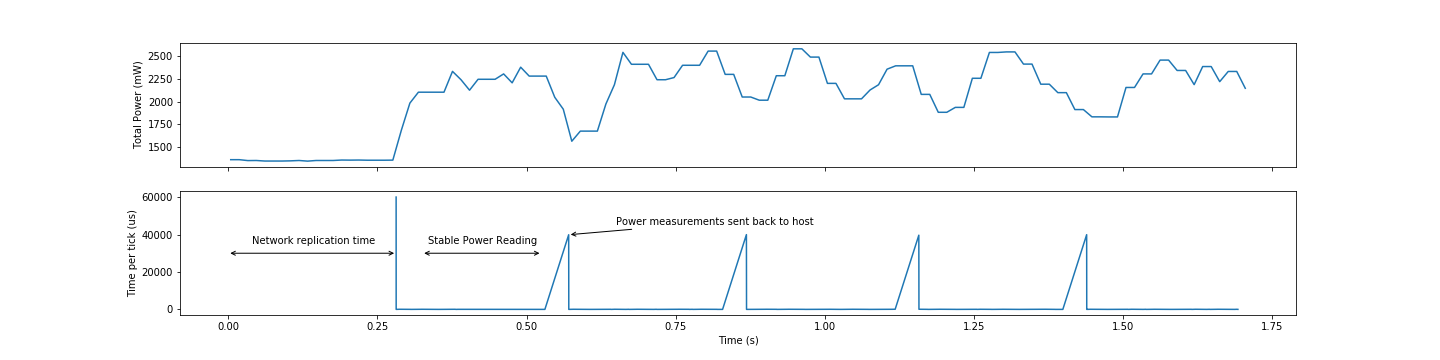 2500
2250
2000
1750
1500
Total Power (mW)
60000
40000
20000
0
Time per tick (us)
Network replication time
Stable Power Reading
Power measurements sent back to host
0.00 0.25 0.50 0.75 1.00 1.25 1.50 1.75
Time (s)